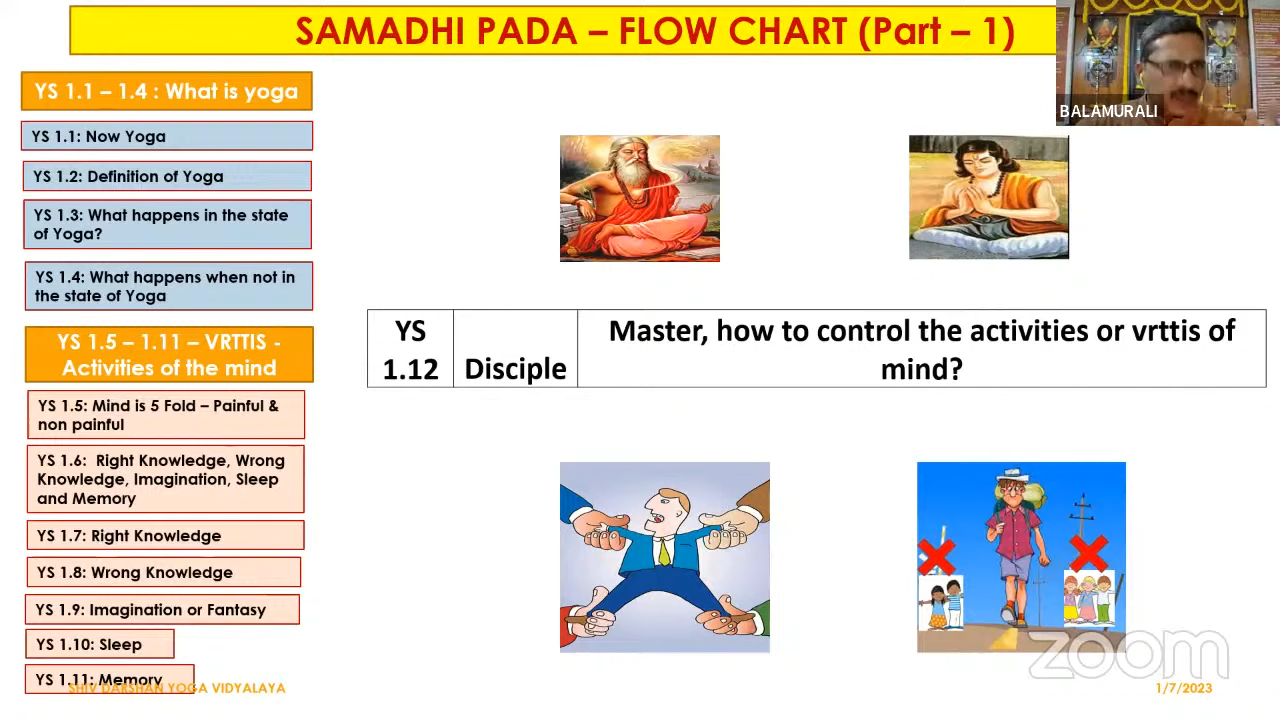 SAMADHI PADA – FLOW CHART (Part – 1)
BALAMURALI
YS 1.1 – 1.4 : What is yoga
YS 1.1: Now Yoga
YS 1.2: Definition of Yoga
YS 1.3: What happens in the state
of Yoga?
YS 1.4: What happens when not in
the state of Yoga
YS 1.5 – 1.11 – VRTTIS -
Activities of the mind
YS 1.5: Mind is 5 Fold – Painful &
non painful
YS 1.6:  Right Knowledge, Wrong
Knowledge, Imagination, Sleep
and Memory
YS 1.7: Right Knowledge
YS 1.8: Wrong Knowledge
YS 1.9: Imagination or Fantasy
YS 1.10: Sleep
YS 1.11: Memory
YS
1.12
Disciple
Master, how to control the activities or vrttis of
mind?
zoom
SHIV DARSHAN YOGA VIDYALAYA
1/7/2023